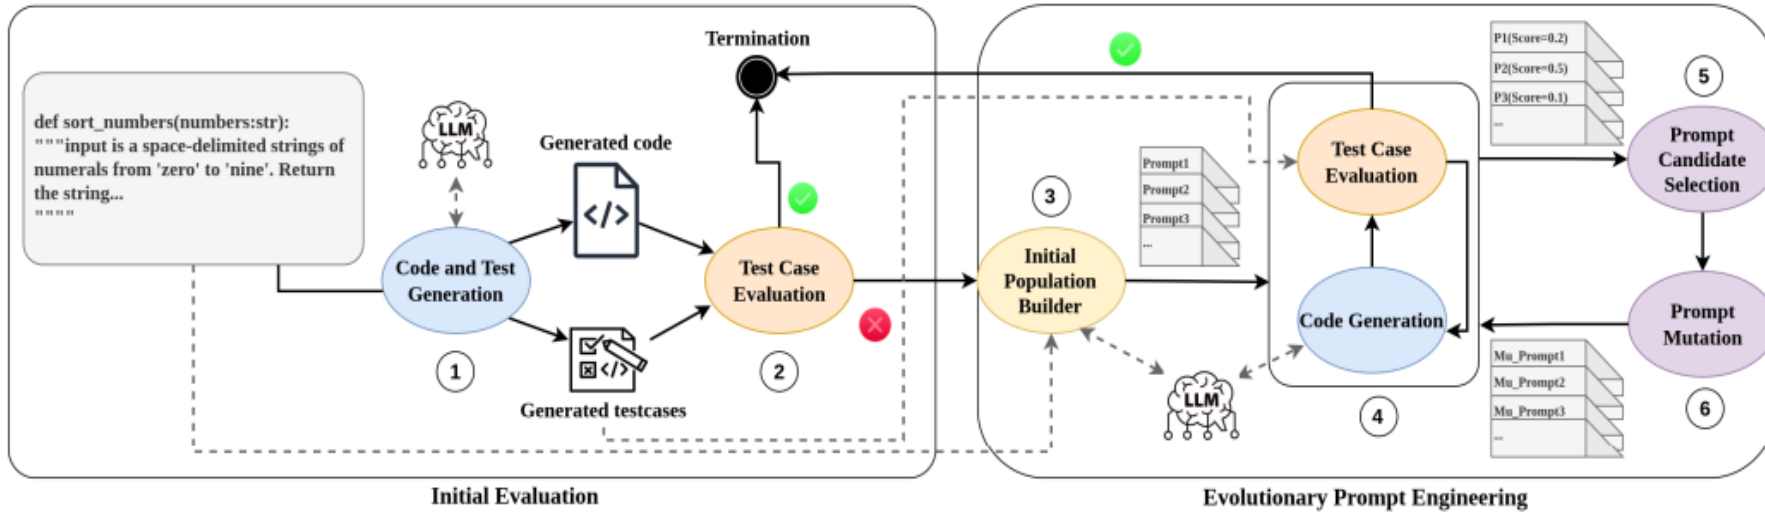 def sort_numbers(numbers:str):
"""input is a space-delimited strings of
numerals from 'zero' to 'nine'. Return
the string...
""""
LLM
Code and Test
Generation
1
Generated code
</>
Generated testcases
</>
Termination
Test Case
Evaluation
2
Initial Evaluation
3
Initial
Population
Builder
Prompt1
Prompt2
Prompt3
...
LLM
Test Case
Evaluation
Code Generation
4
P1(Score=0.2)
P2(Score=0.5)
P3(Score=0.1)
...
5
Prompt
Candidate
Selection
Prompt
Mutation
6
Mu_Prompt1
Mu_Prompt2
Mu_Prompt3
...
Evolutionary Prompt Engineering